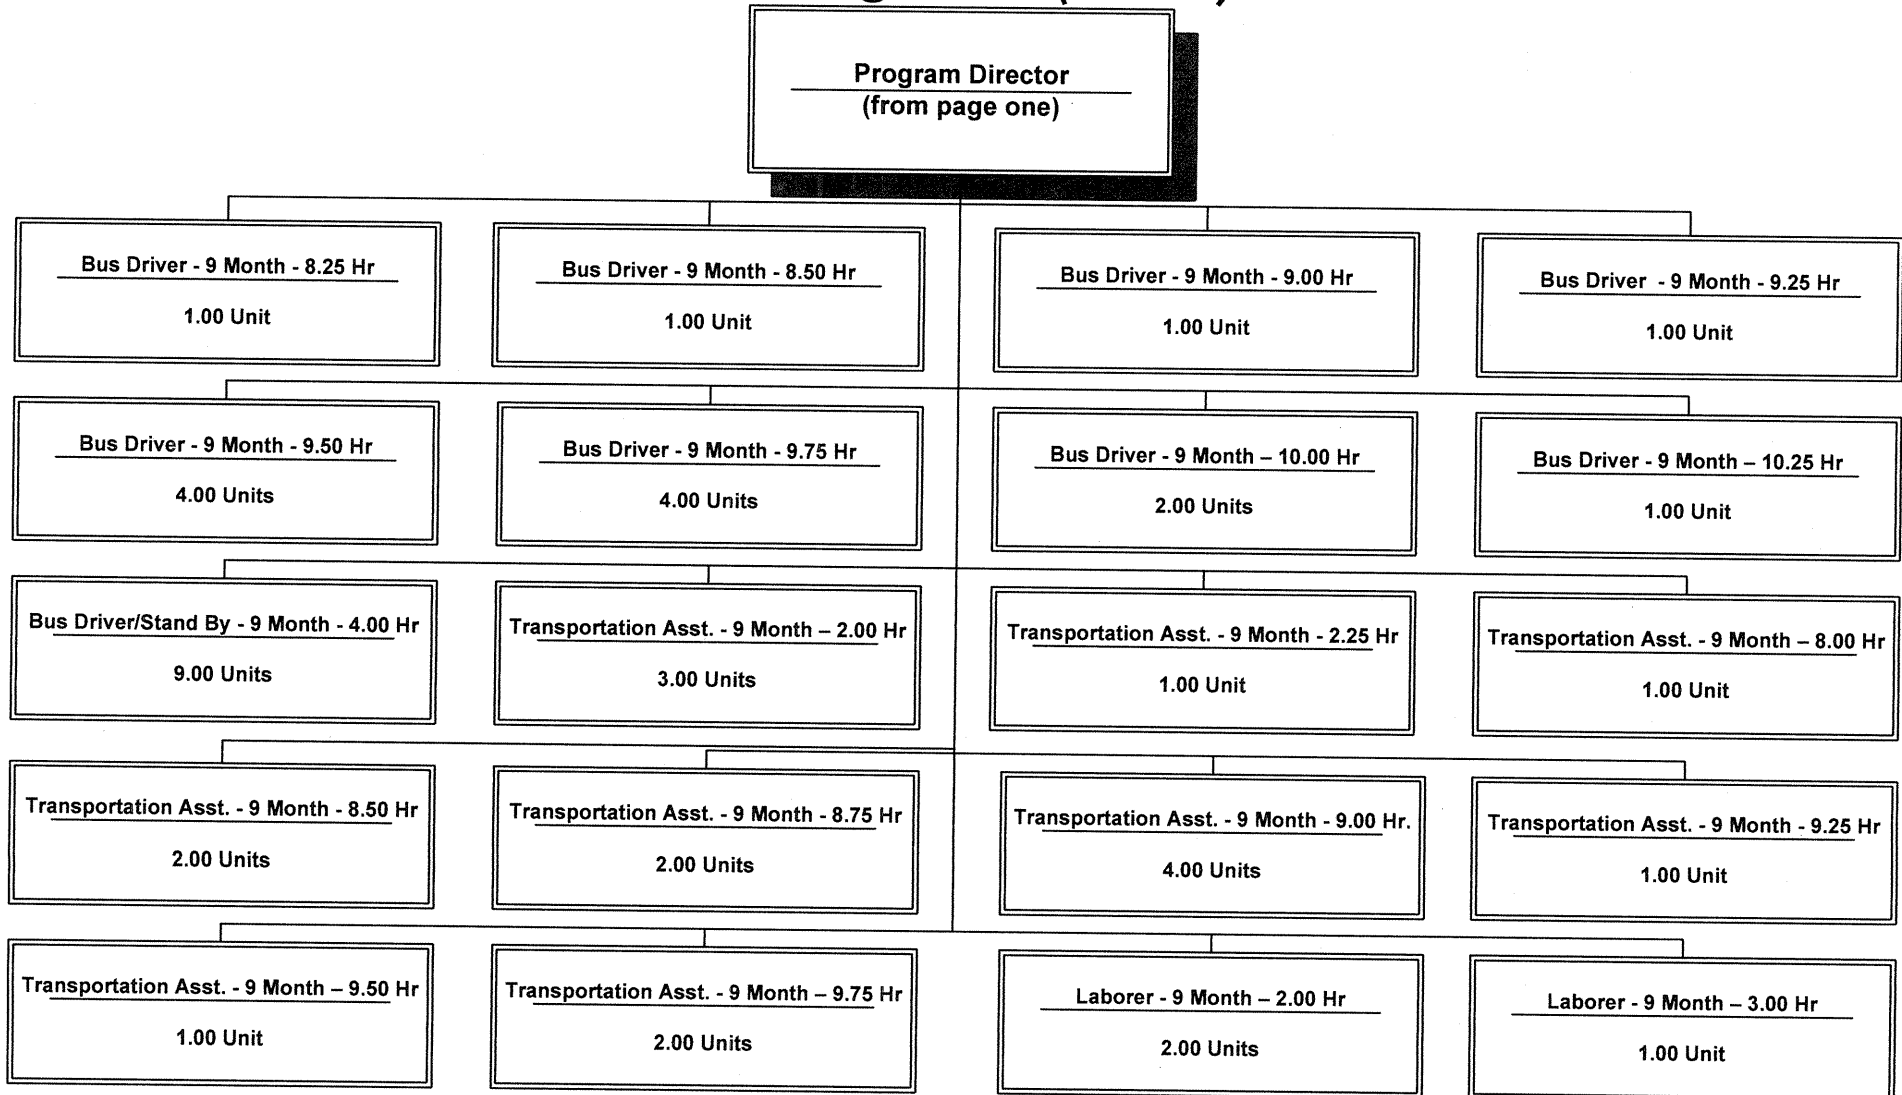 Program Director
(from page one)
Bus Driver - 9 Month - 8.25 Hr
1.00 Unit
Bus Driver - 9 Month - 8.50 Hr
1.00 Unit
Bus Driver - 9 Month - 9.00 Hr
1.00 Unit
Bus Driver - 9 Month - 9.25 Hr
1.00 Unit
Bus Driver - 9 Month - 9.50 Hr
4.00 Units
Bus Driver - 9 Month - 9.75 Hr
4.00 Units
Bus Driver - 9 Month – 10.00 Hr
2.00 Units
Bus Driver - 9 Month – 10.25 Hr
1.00 Unit
Bus Driver/Stand By - 9 Month - 4.00 Hr
9.00 Units
Transportation Asst. - 9 Month – 2.00 Hr
3.00 Units
Transportation Asst. - 9 Month - 2.25 Hr
1.00 Unit
Transportation Asst. - 9 Month – 8.00 Hr
1.00 Unit
Transportation Asst. - 9 Month - 8.50 Hr
2.00 Units
Transportation Asst. - 9 Month - 8.75 Hr
2.00 Units
Transportation Asst. - 9 Month - 9.00 Hr.
4.00 Units
Transportation Asst. - 9 Month - 9.25 Hr
1.00 Unit
Transportation Asst. - 9 Month – 9.50 Hr
1.00 Unit
Transportation Asst. - 9 Month – 9.75 Hr
2.00 Units
Laborer - 9 Month – 2.00 Hr
2.00 Units
Laborer - 9 Month – 3.00 Hr
1.00 Unit